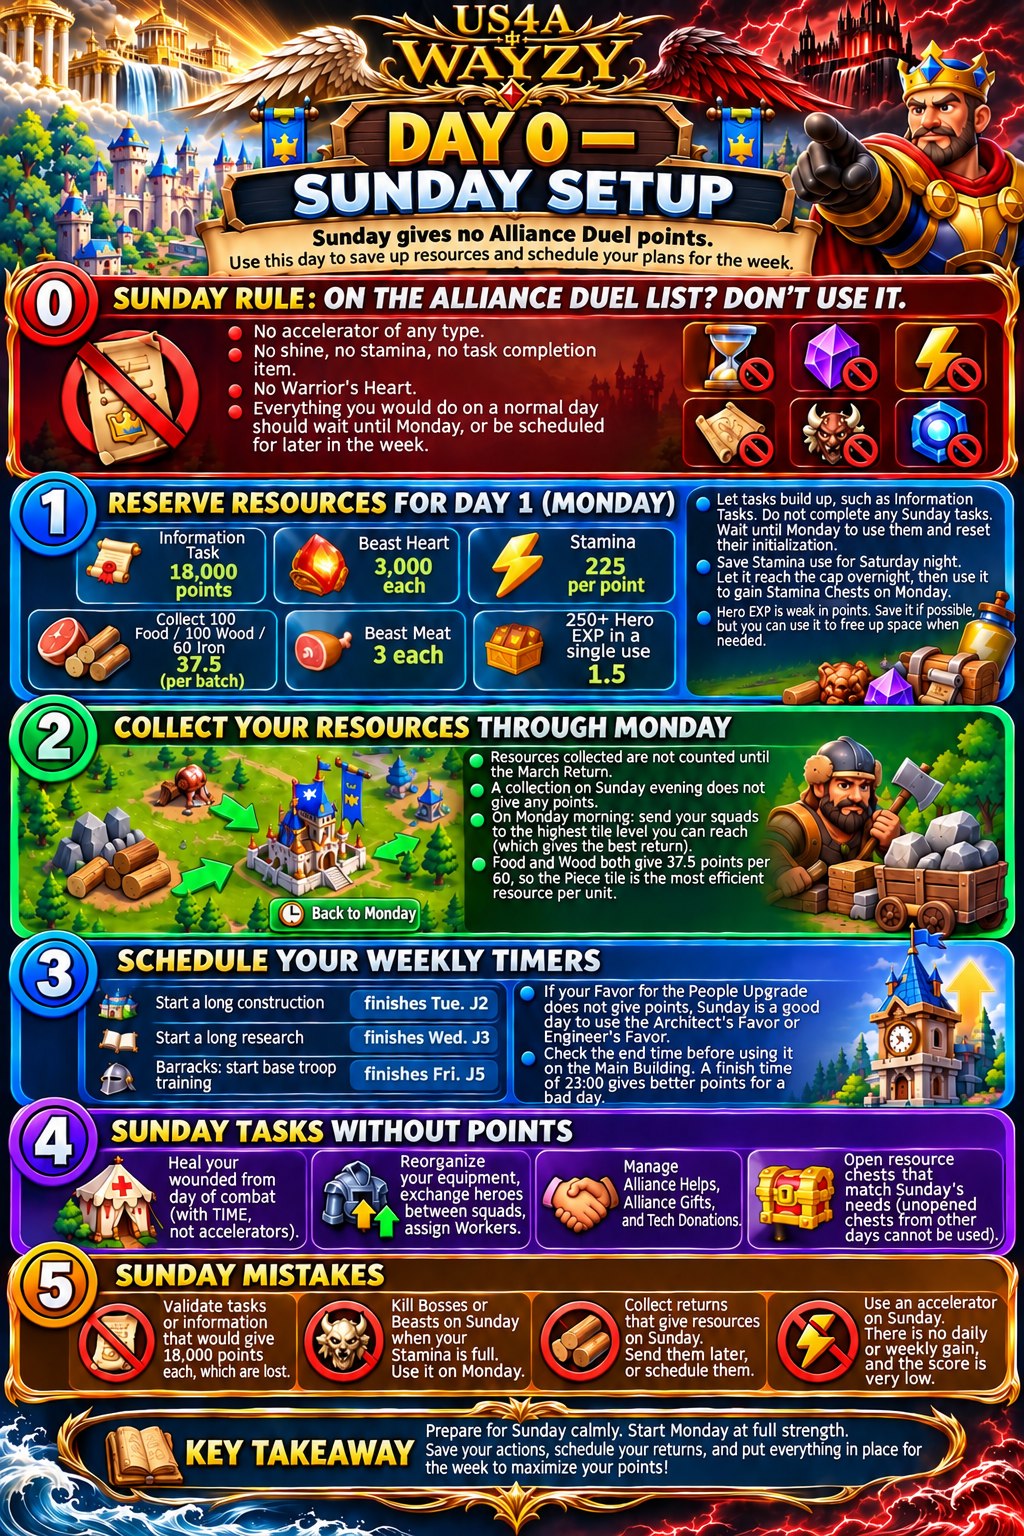 US4A
WAYZY
DAY 0 –
SUNDAY SETUP
Sunday gives no Alliance Duel points.
Use this day to save up resources and schedule your plans for the week.
0
SUNDAY RULE: ON THE ALLIANCE DUEL LIST? DON'T USE IT.
No accelerator of any type.
No shine, no stamina, no task completion
item.
No Warrior's Heart.
Everything you would do on a normal day
should wait until Monday, or be scheduled
for later in the week.
1
RESERVE RESOURCES FOR DAY 1 (MONDAY)
Information
Task
18,000
points
Beast Heart
3,000
each
Stamina
225
per point
Collect 100
Food / 100 Wood /
60 Iron
37.5
(per batch)
Beast Meat
3 each
250+ Hero
EXP in a
single use
1.5
Let tasks build up, such as Information
Tasks. Do not complete any Sunday tasks.
Wait until Monday to use them and reset
their initialization.
Save Stamina use for Saturday night.
Let it reach the cap overnight, then use it
to gain Stamina Chests on Monday.
Hero EXP is weak in points. Save it if possible,
but you can use it to free up space when
needed.
2
COLLECT YOUR RESOURCES THROUGH MONDAY
Back to Monday
Resources collected are not counted until
the March Return.
A collection on Sunday evening does not
give any points.
On Monday morning: send your squads
to the highest tile level you can reach
(which gives the best return).
Food and Wood both give 37.5 points per
60, so the Piece tile is the most efficient
resource per unit.
3
SCHEDULE YOUR WEEKLY TIMERS
Start a long construction
finishes Tue. J2
Start a long research
finishes Wed. J3
Barracks: start base troop
training
finishes Fri. J5
If your Favor for the People Upgrade
does not give points, Sunday is a good
day to use the Architect's Favor or
Engineer's Favor.
Check the end time before using it
on the Main Building. A finish time
of 23:00 gives better points for a
bad day.
4
SUNDAY TASKS WITHOUT POINTS
Heal your
wounded from
day of combat
(with TIME,
not accelerators).
Reorganize
your equipment,
exchange heroes
between squads,
assign Workers.
Manage
Alliance Helps,
Alliance Gifts,
and Tech Donations.
Open resource
chests that
match Sunday's
needs (unopened
chests from other
days cannot be used).
5
SUNDAY MISTAKES
Validate tasks
or information
that would give
18,000 points
each, which are lost.
Kill Bosses or
Beasts on Sunday
when your
Stamina is full.
Use it on Monday.
Collect returns
that give resources
on Sunday.
Send them later,
or schedule them.
Use an accelerator
on Sunday.
There is no daily
or weekly gain,
and the score is
very low.
KEY TAKEAWAY
Prepare for Sunday calmly. Start Monday at full strength.
Save your actions, schedule your returns, and put everything in place for
the week to maximize your points!